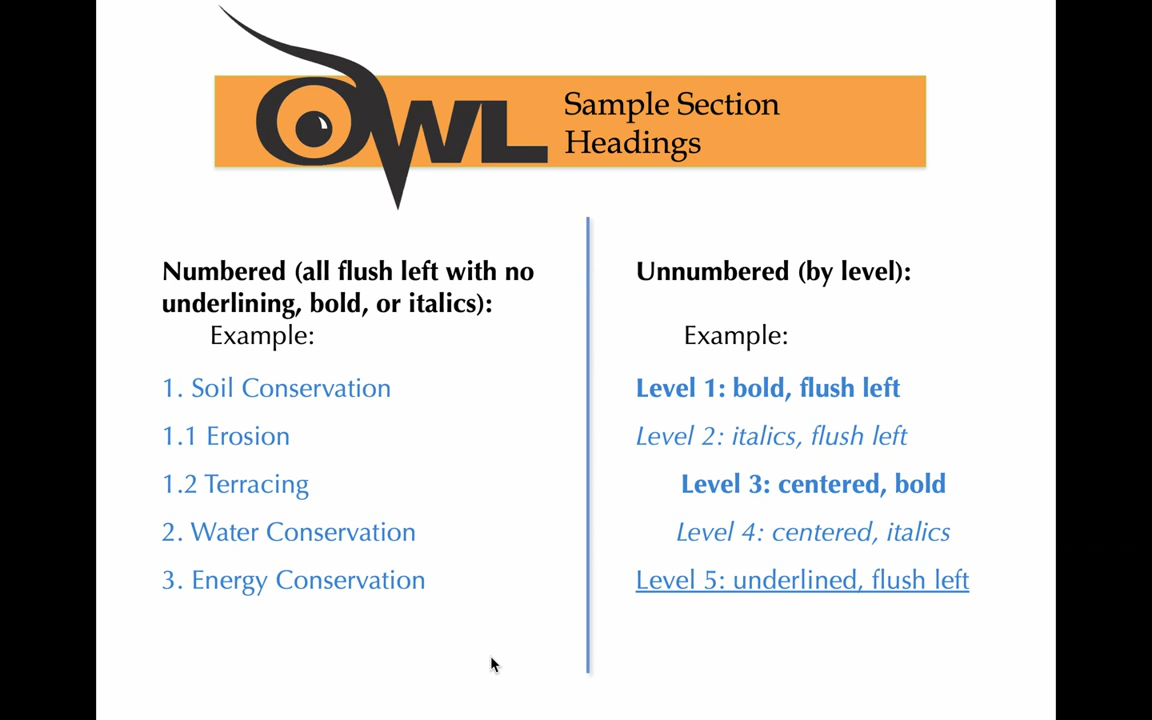 OWL
Sample Section
Headings
Numbered (all flush left with no
underlining, bold, or italics):
Example:
1. Soil Conservation
1.1 Erosion
1.2 Terracing
2. Water Conservation
3. Energy Conservation
Unnumbered (by level):
Example:
Level 1: bold, flush left
Level 2: italics, flush left
Level 3: centered, bold
Level 4: centered, italics
Level 5: underlined, flush left